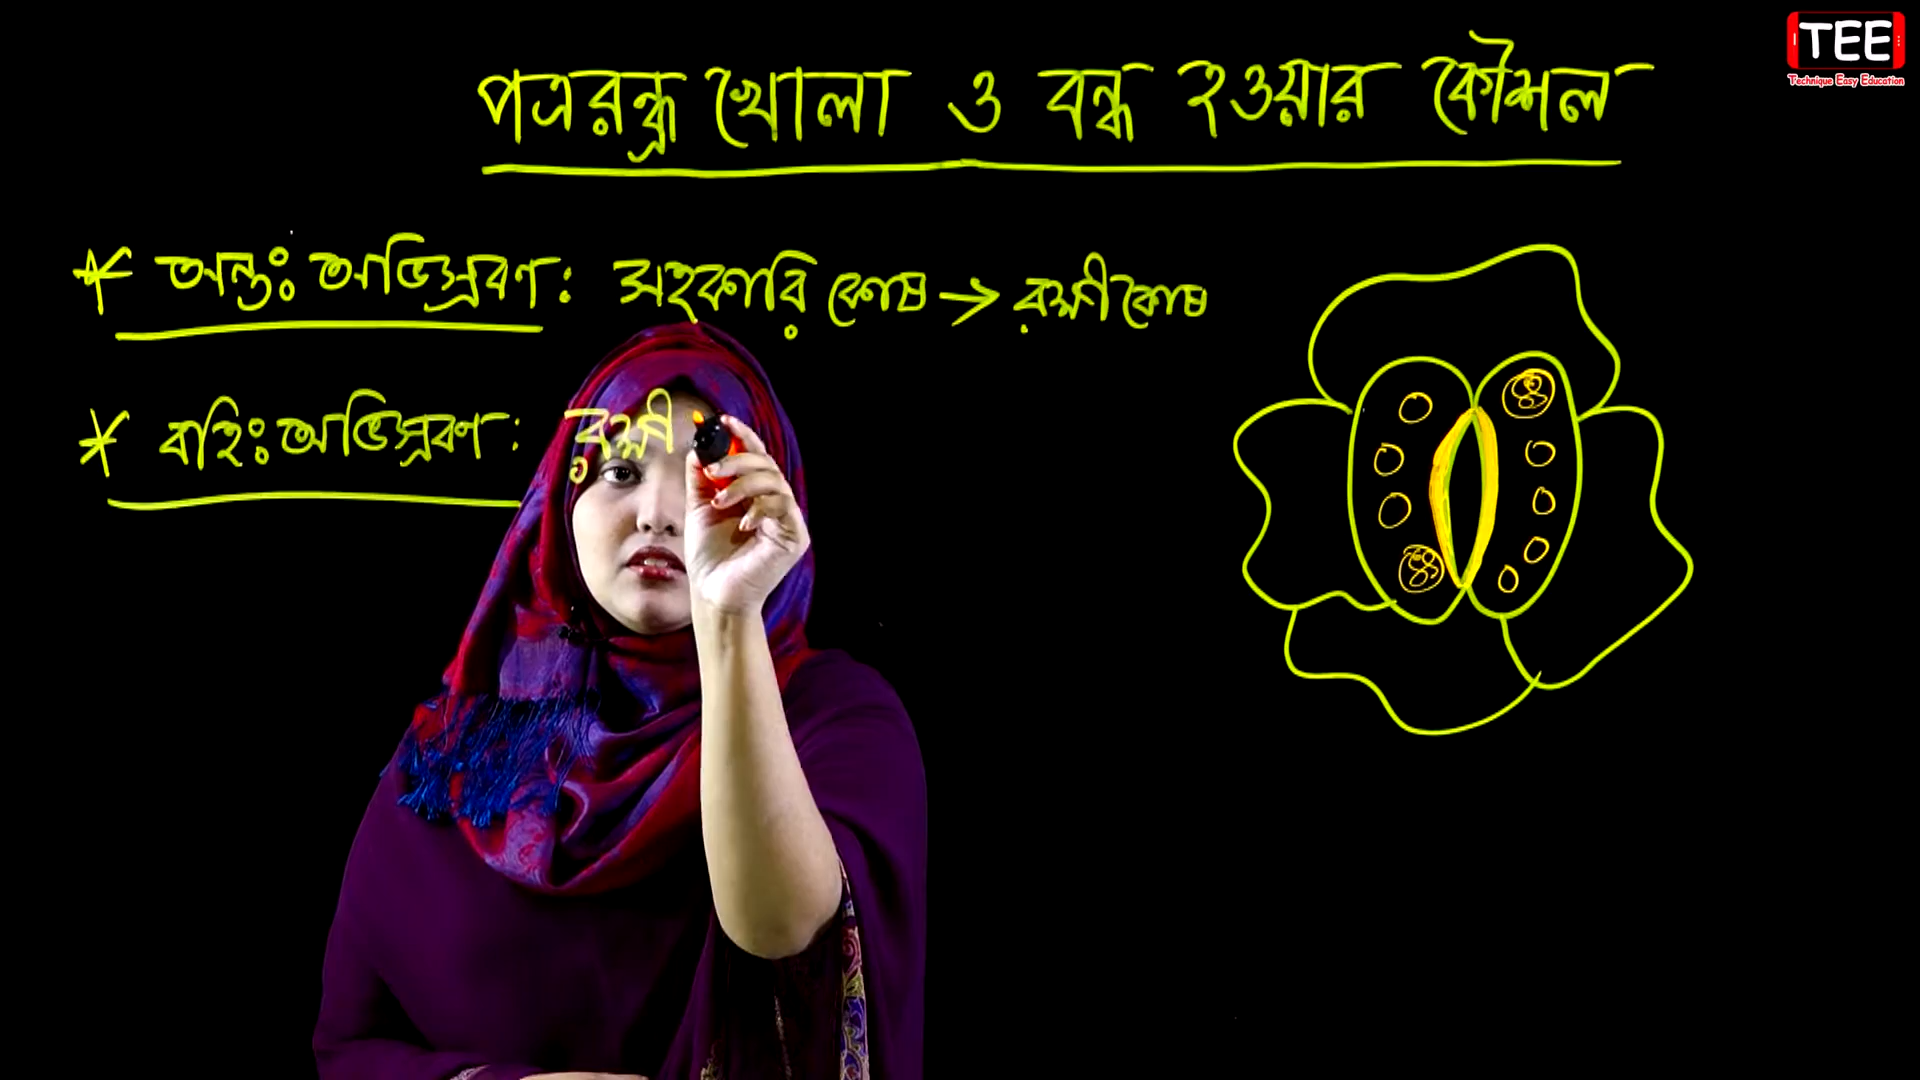 TEE
Technique Easy Education
পত্ররন্ধ্র খোলা ও বন্ধ হওয়ার কৌশল
* অন্তঃঅভিস্রবণ : সহকারি কোষ → রক্ষীকোষ
* বহিঃঅভিস্রবণ : রক্ষী